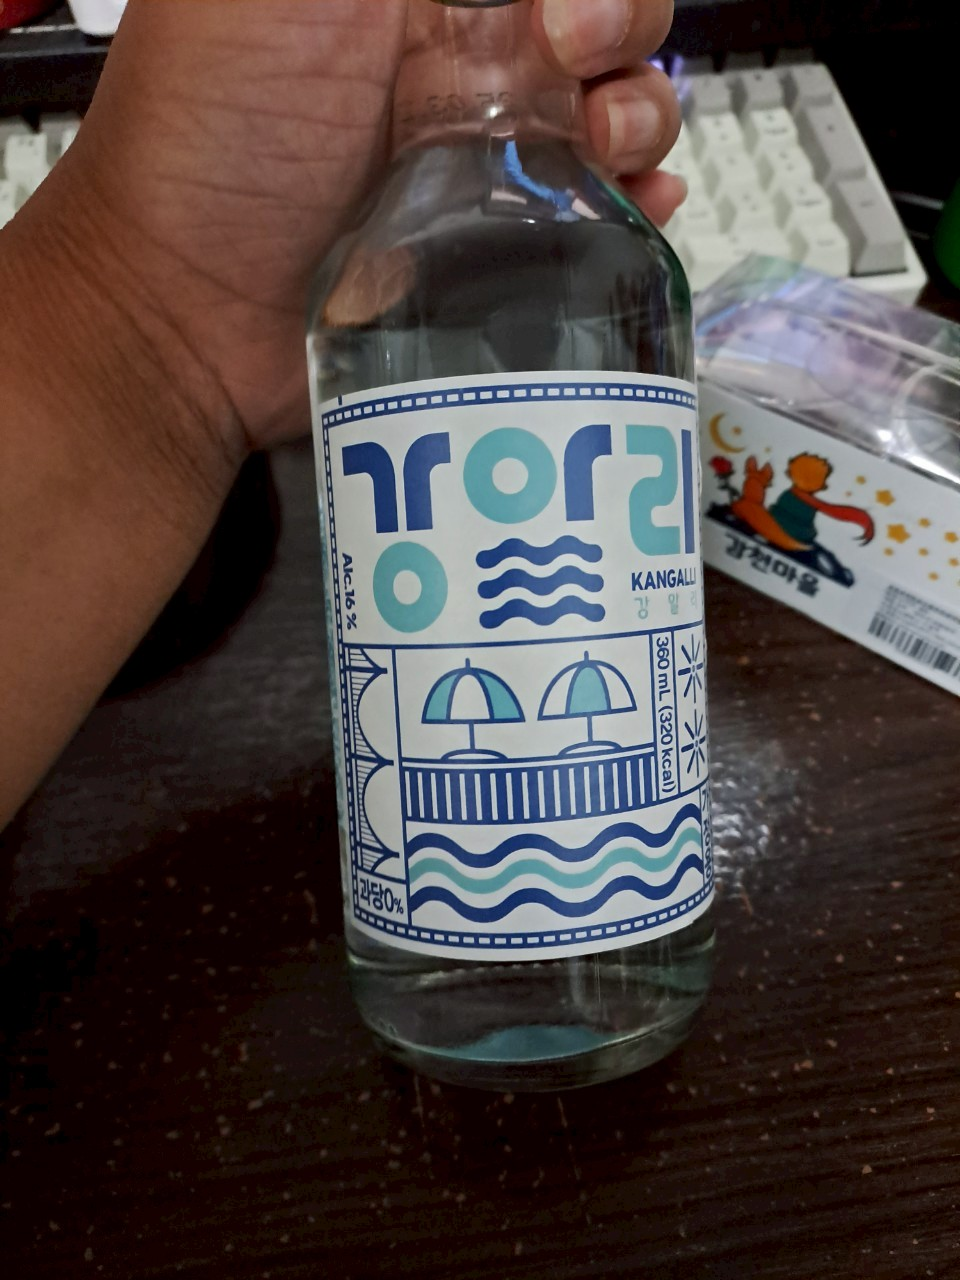 강알리
KANGALLI
강 알 리
Alc.16 %
360 mL (320 kcal)
과당0%
감천마을